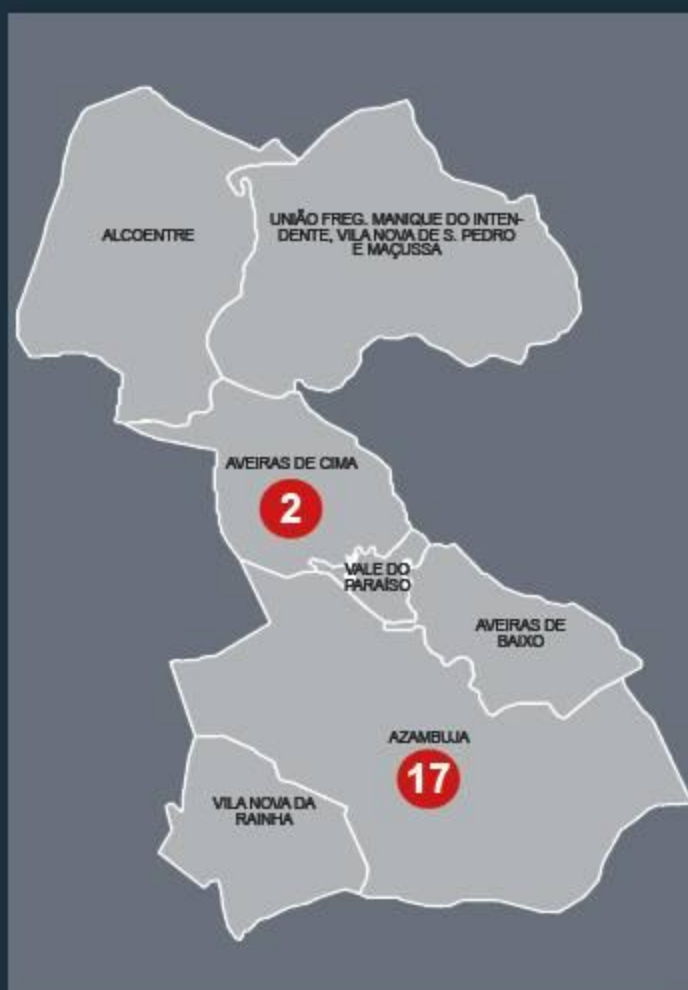 ALCOENTRE
UNIÃO FREG. MANIQUE DO INTEN-
DENTE, VILA NOVA DE S. PEDRO
E MAÇUSSA
AVEIRAS DE CIMA
2
VALE DO
PARAÍSO
AVEIRAS DE
BAIXO
AZAMBUJA
17
VILA NOVA DA
RAINHA